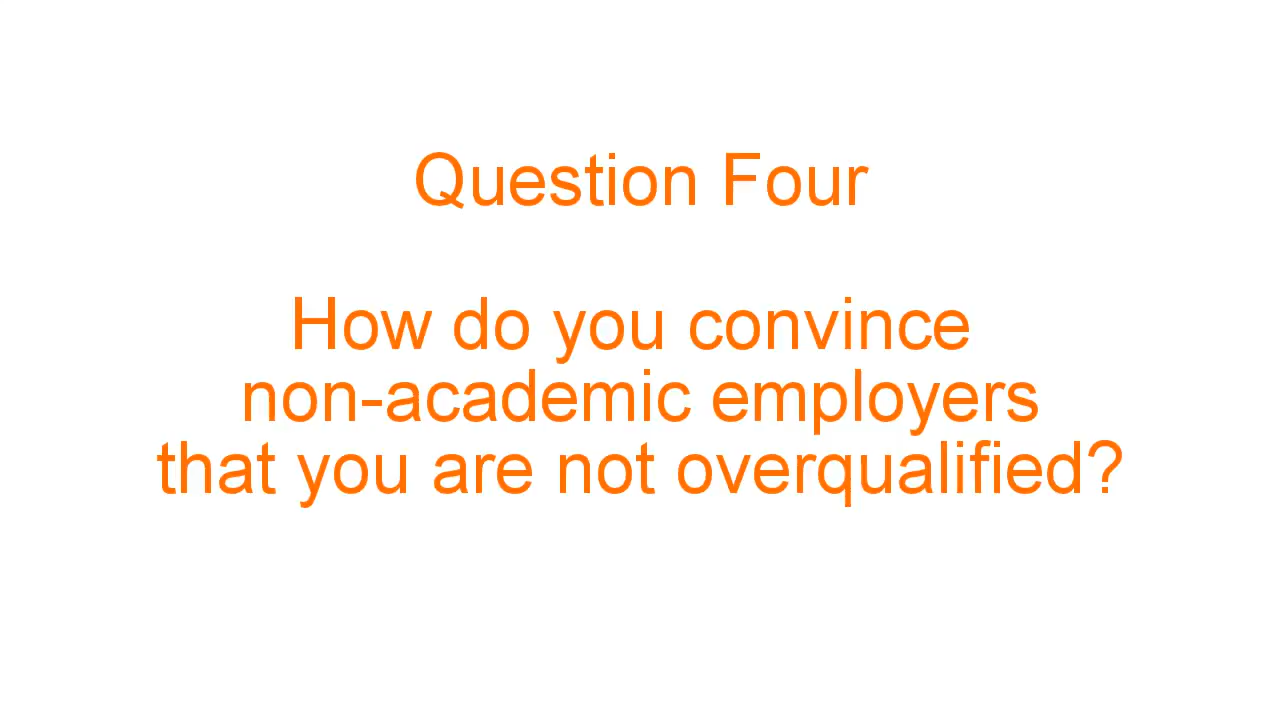 Question Four
How do you convince
non-academic employers
that you are not overqualified?